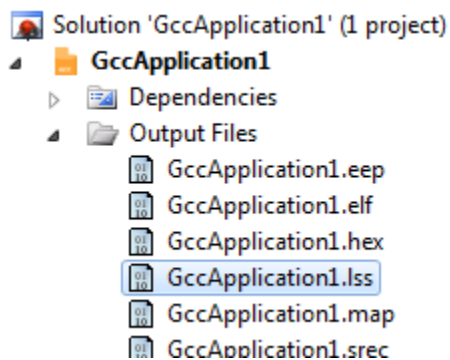 Solution 'GccApplication1' (1 project)
GccApplication1
Dependencies
Output Files
GccApplication1.eep
GccApplication1.elf
GccApplication1.hex
GccApplication1.lss
GccApplication1.map
GccApplication1.srec